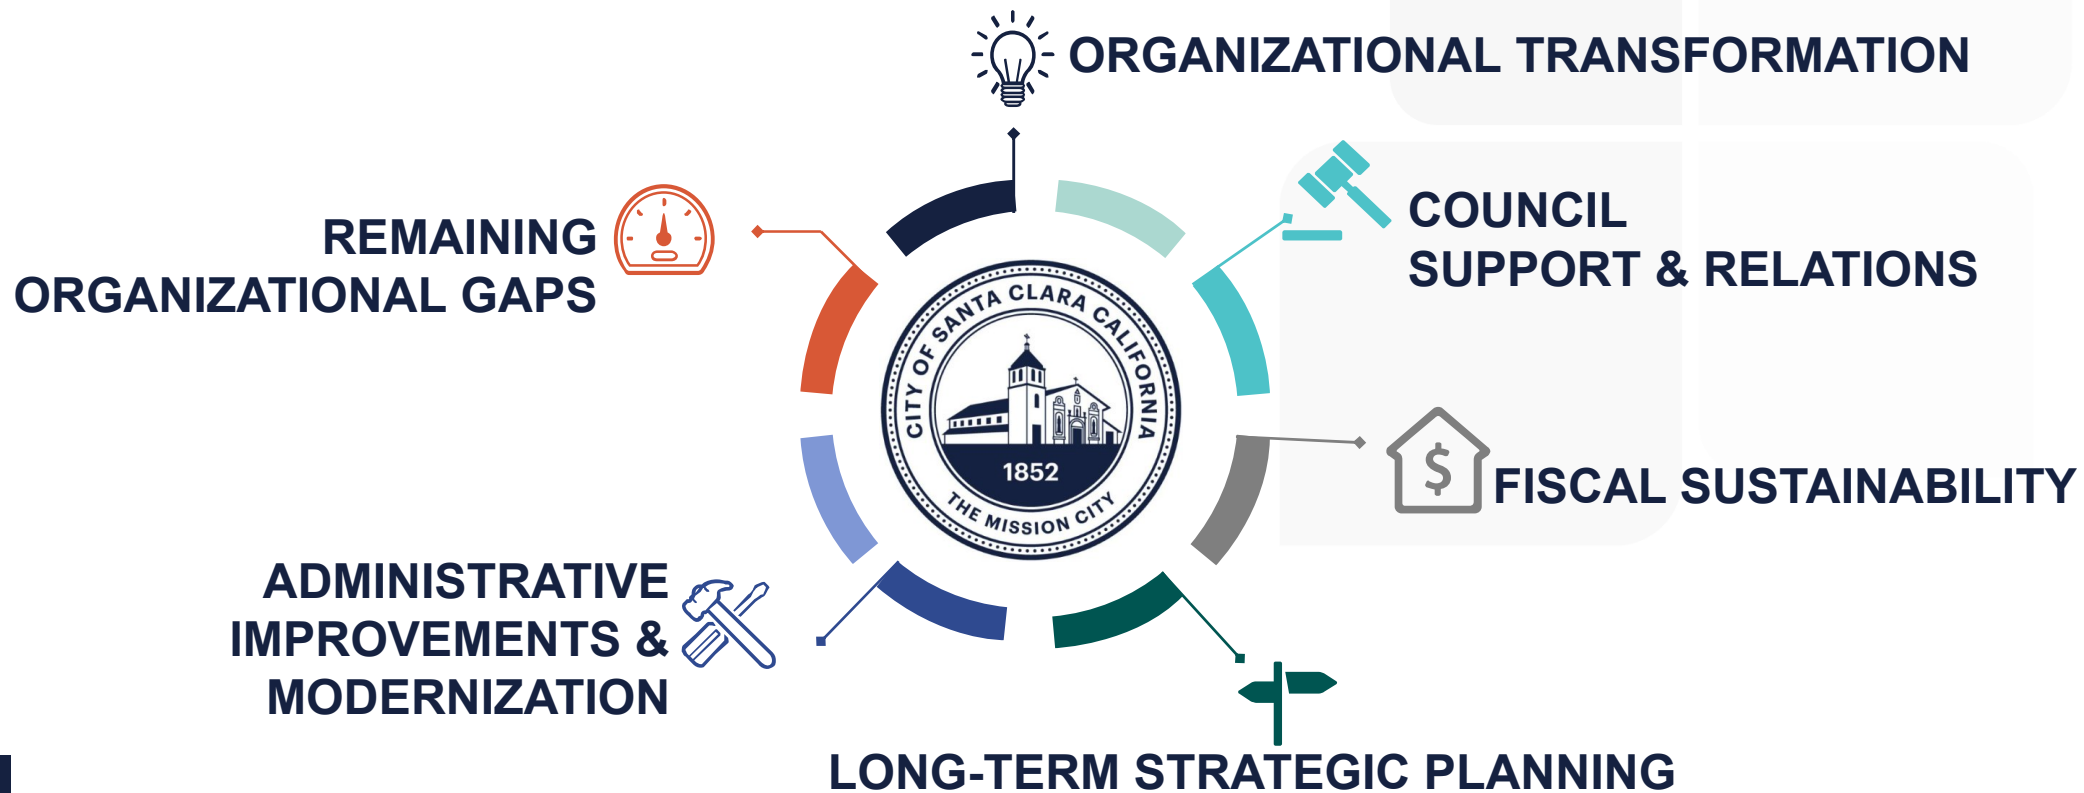 ORGANIZATIONAL TRANSFORMATION
COUNCIL
SUPPORT & RELATIONS
REMAINING
ORGANIZATIONAL GAPS
CITY OF SANTA CLARA CALIFORNIA
1852
THE MISSION CITY
$
FISCAL SUSTAINABILITY
ADMINISTRATIVE
IMPROVEMENTS &
MODERNIZATION
LONG-TERM STRATEGIC PLANNING